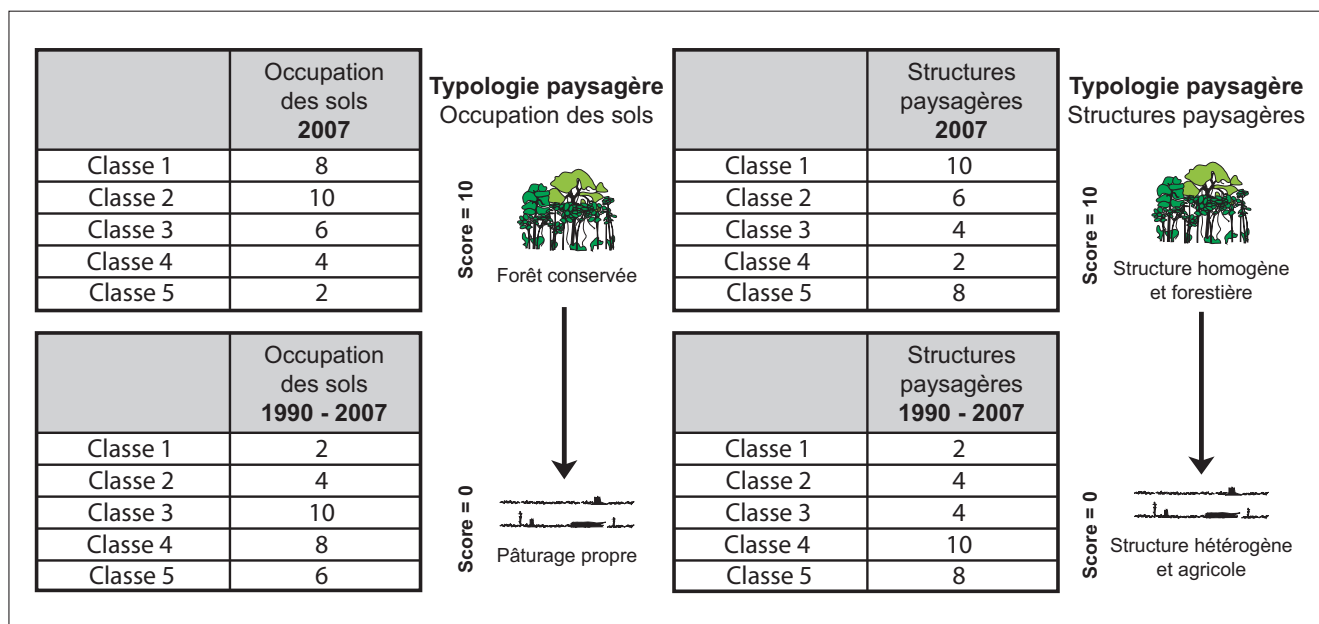 Occupation
des sols
2007
Classe 1 8
Classe 2 10
Classe 3 6
Classe 4 4
Classe 5 2
Occupation
des sols
1990 - 2007
Classe 1 2
Classe 2 4
Classe 3 10
Classe 4 8
Classe 5 6
Typologie paysagère
Occupation des sols
Score = 10
Forêt conservée
Score = 0
Pâturage propre
Structures
paysagères
2007
Classe 1 10
Classe 2 6
Classe 3 4
Classe 4 2
Classe 5 8
Structures
paysagères
1990 - 2007
Classe 1 2
Classe 2 4
Classe 3 4
Classe 4 10
Classe 5 8
Typologie paysagère
Structures paysagères
Score = 10
Structure homogène
et forestière
Score = 0
Structure hétérogène
et agricole